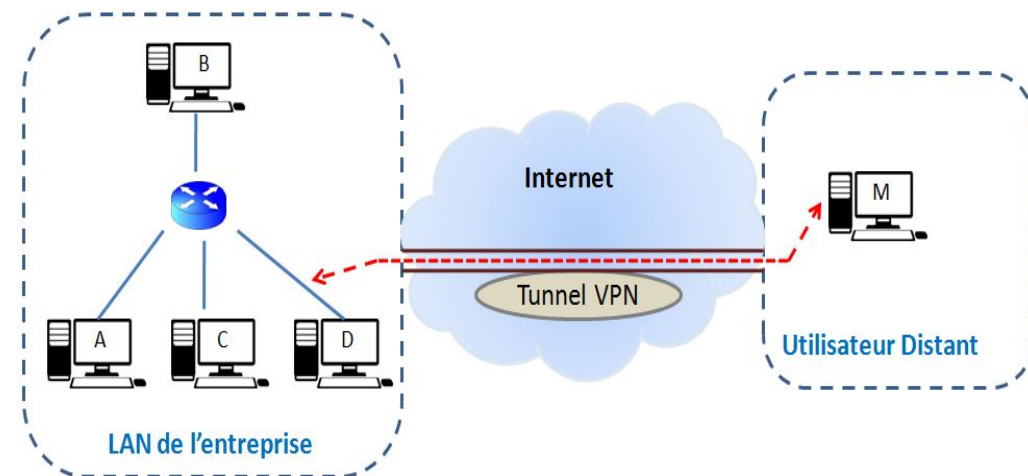 B
Internet
M
Tunnel VPN
A
C
D
Utilisateur Distant
LAN de l'entreprise